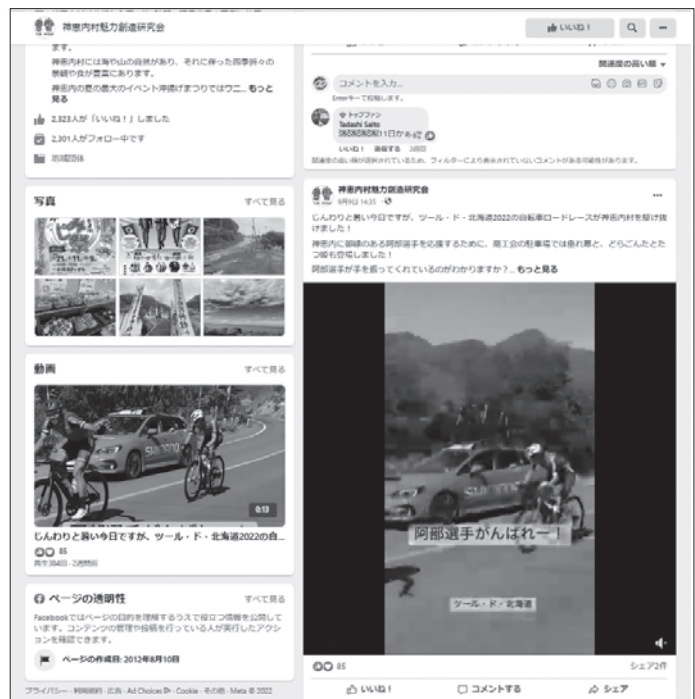 神恵内村魅力創造研究会
いいね!
ます。
神恵内村には海や山の自然があり、それに伴った四季折々の
景観や食が豊富にあります。
神恵内の夏の最大のイベント沖揚げまつりではウニ... もっと
見る
2,323人が「いいね!」しました
2,301人がフォロー中です
地域団体
写真
すべて見る
動画
すべて見る
SHIMANO
0:13
じんわりと暑い今日ですが、ツール・ド・北海道2022の自...
85
2週間前
ページの透明性
すべて見る
Facebookではページの目的を理解するうえで役立つ情報を公開して
います。コンテンツの管理や投稿を行っている人が実行したアクシ
ョンを確認できます。
ページの作成日: 2012年8月10日
プライバシー · 利用規約 · 広告 · Ad Choices · Cookie · その他 · Meta © 2022
関連度の高い順
コメントを入力...
Enterキーで投稿します。
トップファン
Tadashi Saito
11日かぁ
いいね! 返信する 2週間
関連度の高い順が選択されているため、フィルターにより表示されていないコメントがある可能性があります。
神恵内村魅力創造研究会
9月9日 14:35
じんわりと暑い今日ですが、ツール・ド・北海道2022の自転車ロードレースが神恵内村を駆け抜
けました!
神恵内に御縁のある阿部選手を応援するために、商工会の駐車場では垂れ幕と、どらごんたとた
つ姫も登場しました!
阿部選手が手を振ってくれているのがわかりますか?... もっと見る
阿部選手がんばれー!
ツール・ド・北海道
85
シェア2件
いいね!
コメントする
シェア